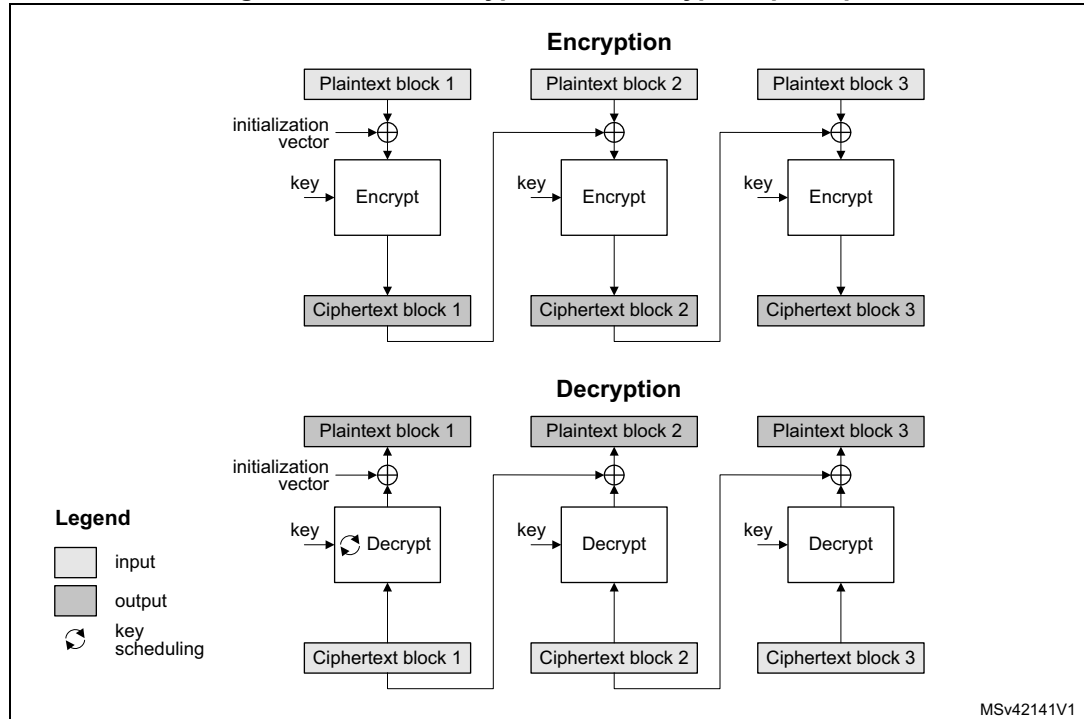 Encryption
Plaintext block 1
Plaintext block 2
Plaintext block 3
initialization
vector
key
key
key
Encrypt
Encrypt
Encrypt
Ciphertext block 1
Ciphertext block 2
Ciphertext block 3
Decryption
Plaintext block 1
Plaintext block 2
Plaintext block 3
initialization
vector
key
key
key
Decrypt
Decrypt
Decrypt
Legend
input
output
key
scheduling
Ciphertext block 1
Ciphertext block 2
Ciphertext block 3
MSv42141V1